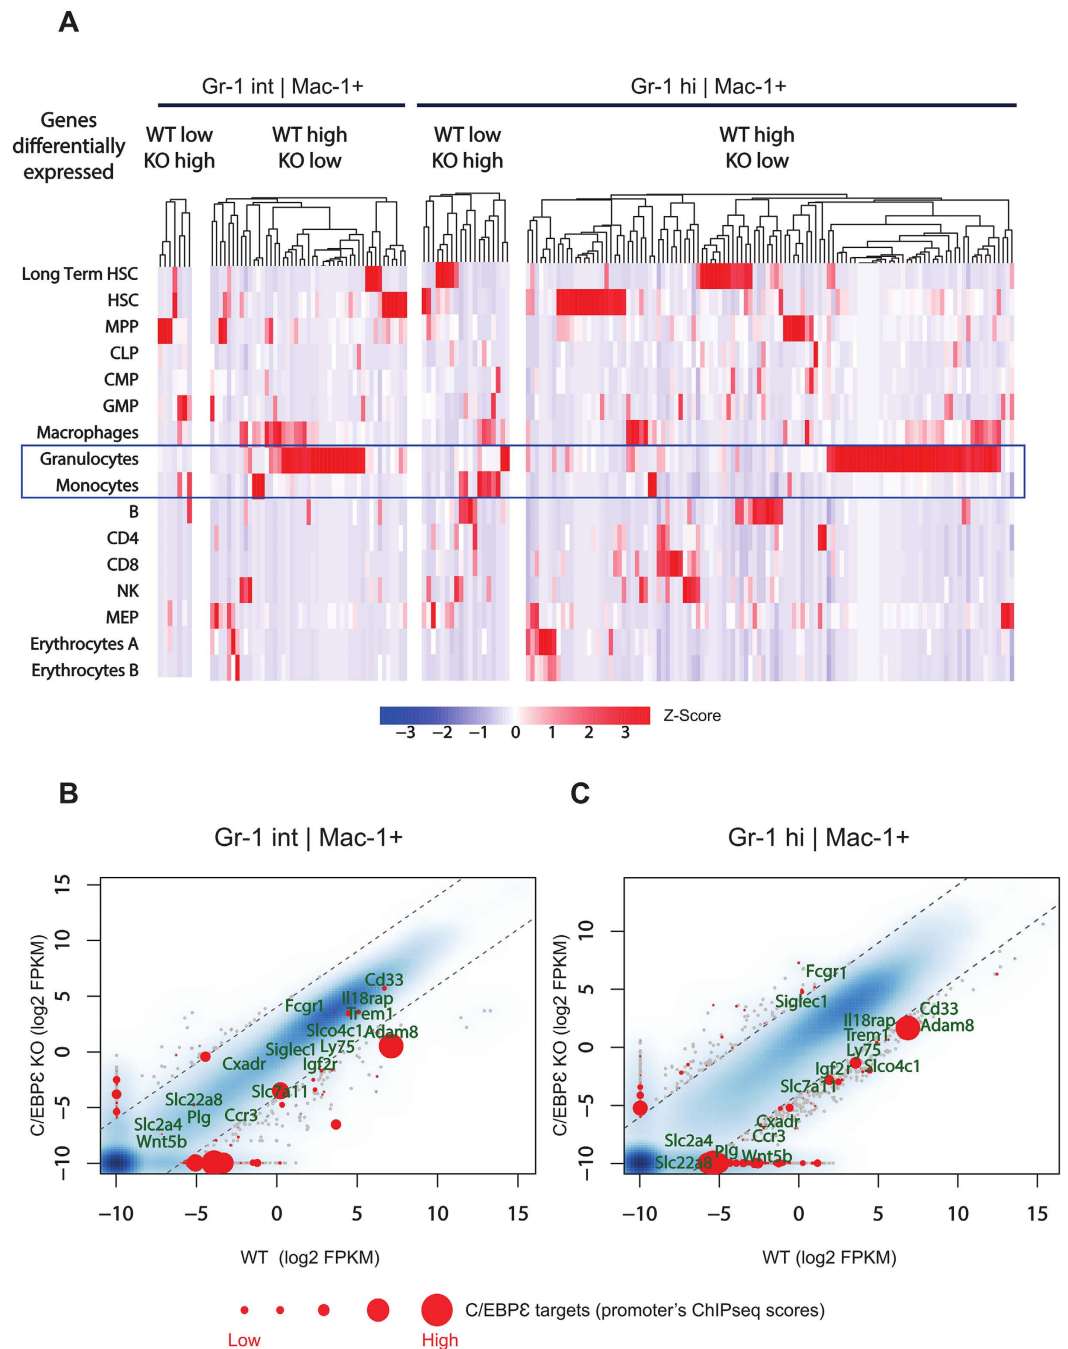 A
Gr-1 int | Mac-1+
Gr-1 hi | Mac-1+
Genes
differentially
expressed
WT low
KO high
WT high
KO low
WT low
KO high
WT high
KO low
Long Term HSC
HSC
MPP
CLP
CMP
GMP
Macrophages
Granulocytes
Monocytes
B
CD4
CD8
NK
MEP
Erythrocytes A
Erythrocytes B
−3 −2 −1 0 1 2 3
Z-Score
B
Gr-1 int | Mac-1+
C/EBPƐ KO (log2 FPKM)
15
10
5
0
−5
−10
Cd33
Il18rap
Fcgr1
Trem1
Slco4c1
Adam8
Siglec1
Ly75
Cxadr
Igf2r
Slc7a11
Slc22a8
Plg
Ccr3
Slc2a4
Wnt5b
−10 −5 0 5 10 15
WT (log2 FPKM)
C
Gr-1 hi | Mac-1+
C/EBPƐ KO (log2 FPKM)
10
5
0
−5
−10
Fcgr1
Siglec1
Cd33
Il18rap
Adam8
Trem1
Ly75
Igf2r
Slco4c1
Slc7a11
Cxadr
Ccr3
Slc2a4
Plg
Wnt5b
Slc22a8
−10 −5 0 5 10 15
WT (log2 FPKM)
C/EBPƐ targets (promoter's ChIPseq scores)
Low
High